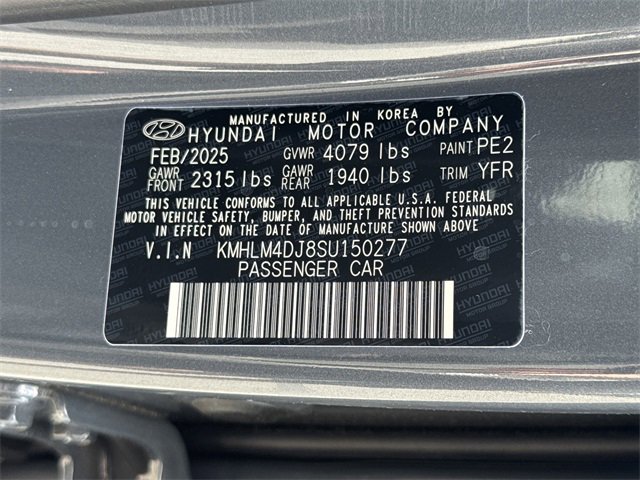 MANUFACTURED IN KOREA BY
HYUNDAI MOTOR COMPANY
FEB/2025 GVWR 4079 lbs PAINT PE2
GAWR FRONT 2315 lbs GAWR REAR 1940 lbs TRIM YFR
THIS VEHICLE CONFORMS TO ALL APPLICABLE U.S.A. FEDERAL
MOTOR VEHICLE SAFETY, BUMPER, AND THEFT PREVENTION STANDARDS
IN EFFECT ON THE DATE OF MANUFACTURE SHOWN ABOVE
V.I.N KMHLM4DJ8SU150277
PASSENGER CAR